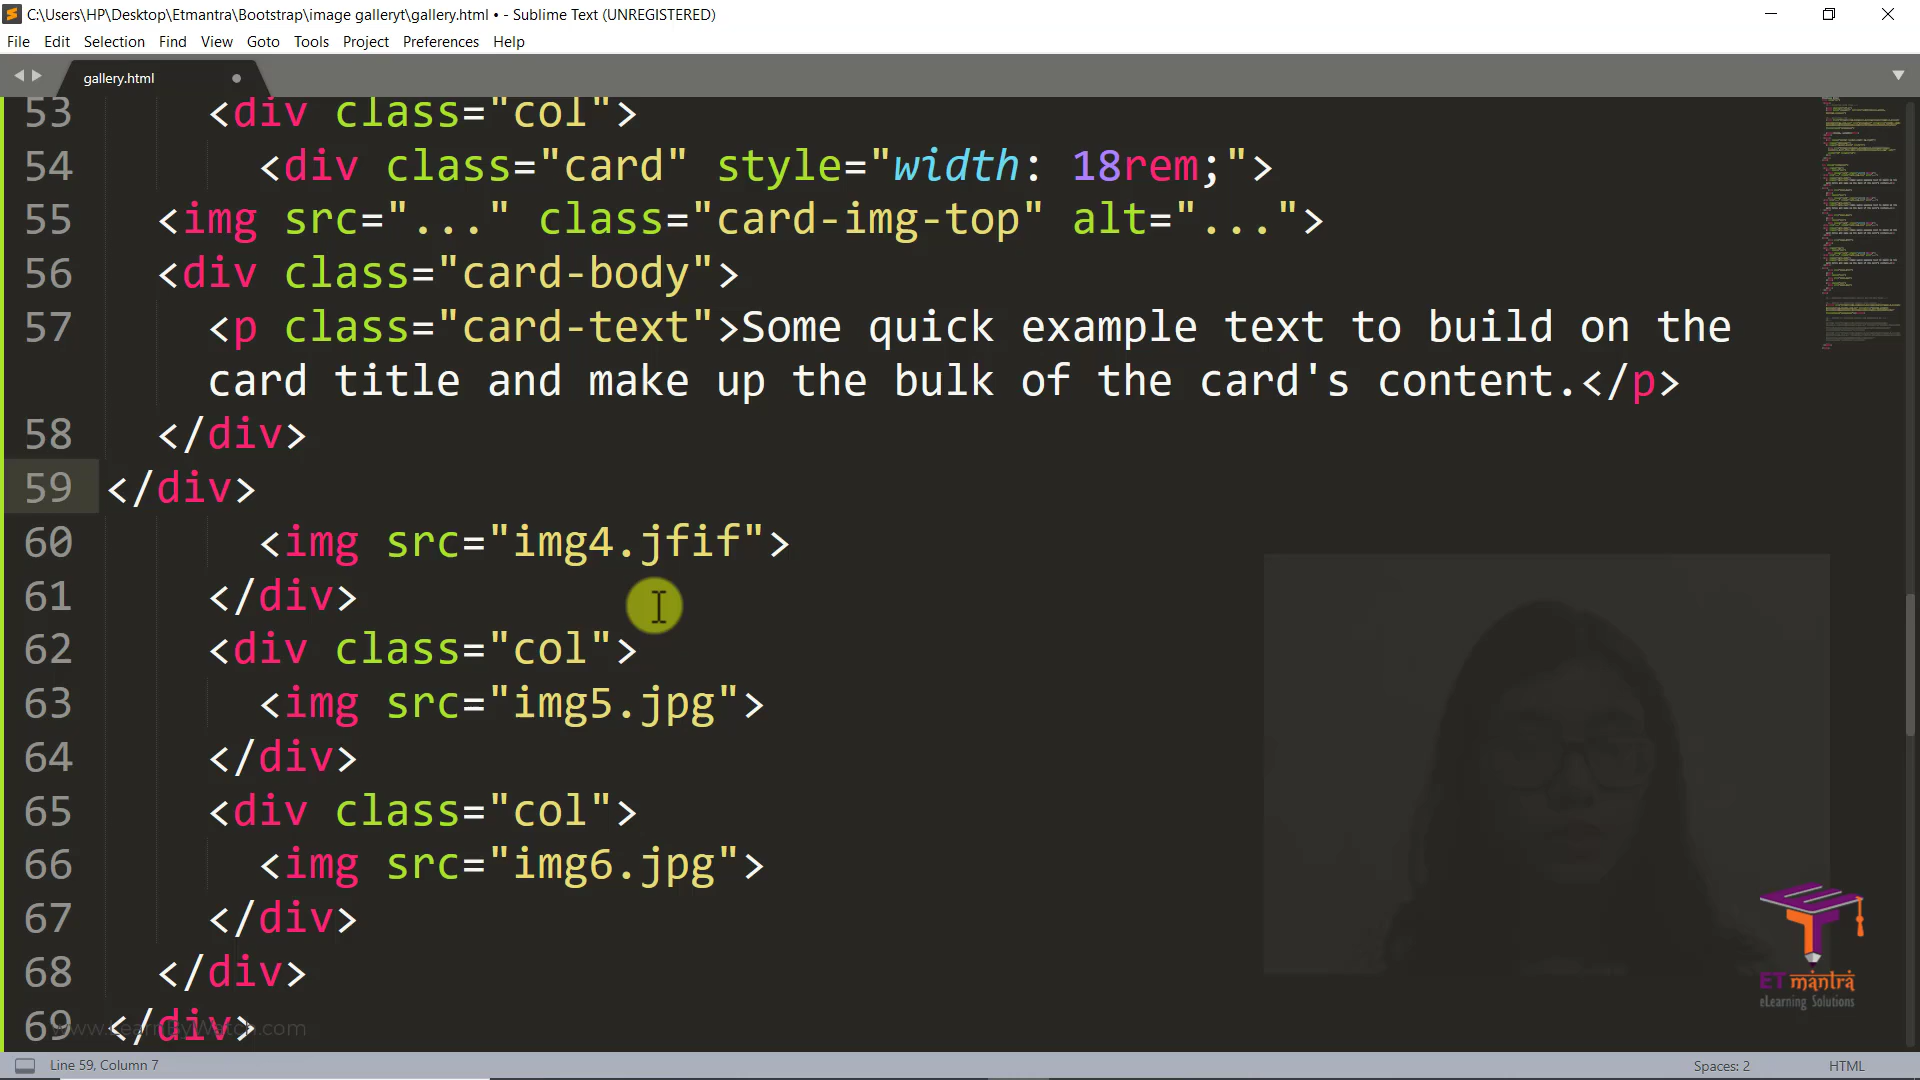 C:\Users\HP\Desktop\Etmantra\Bootstrap\image galleryt\gallery.html • - Sublime Text (UNREGISTERED)
File Edit Selection Find View Goto Tools Project Preferences Help
gallery.html
53 <div class="col">
54 <div class="card" style="width: 18rem;">
55 <img src="..." class="card-img-top" alt="...">
56 <div class="card-body">
57 <p class="card-text">Some quick example text to build on the
card title and make up the bulk of the card's content.</p>
58 </div>
59 </div>
60 <img src="img4.jfif">
61 </div>
62 <div class="col">
63 <img src="img5.jpg">
64 </div>
65 <div class="col">
66 <img src="img6.jpg">
67 </div>
68 </div>
69 </div>
www.LearnByWatch.com
ET mantra
eLearning Solutions
Line 59, Column 7
Spaces: 2
HTML